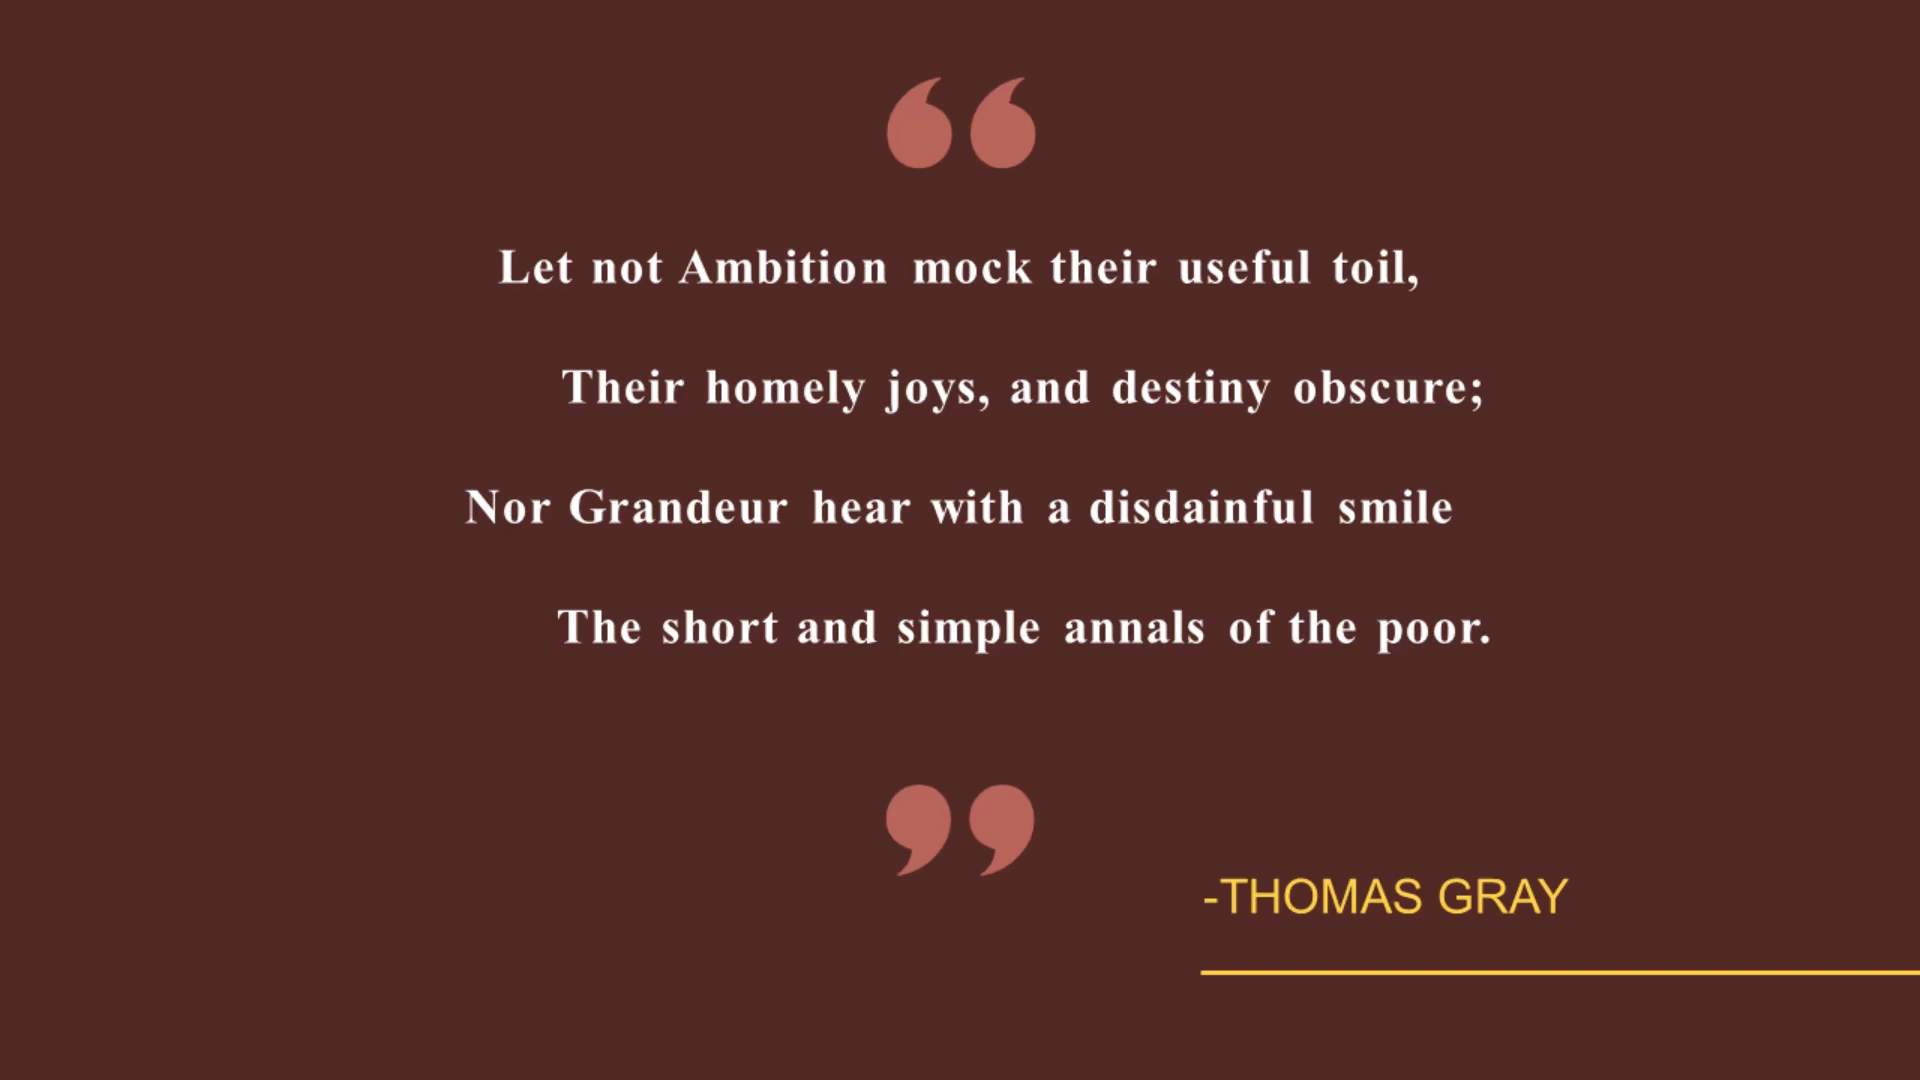 “
Let not Ambition mock their useful toil,
Their homely joys, and destiny obscure;
Nor Grandeur hear with a disdainful smile
The short and simple annals of the poor.
”
-THOMAS GRAY